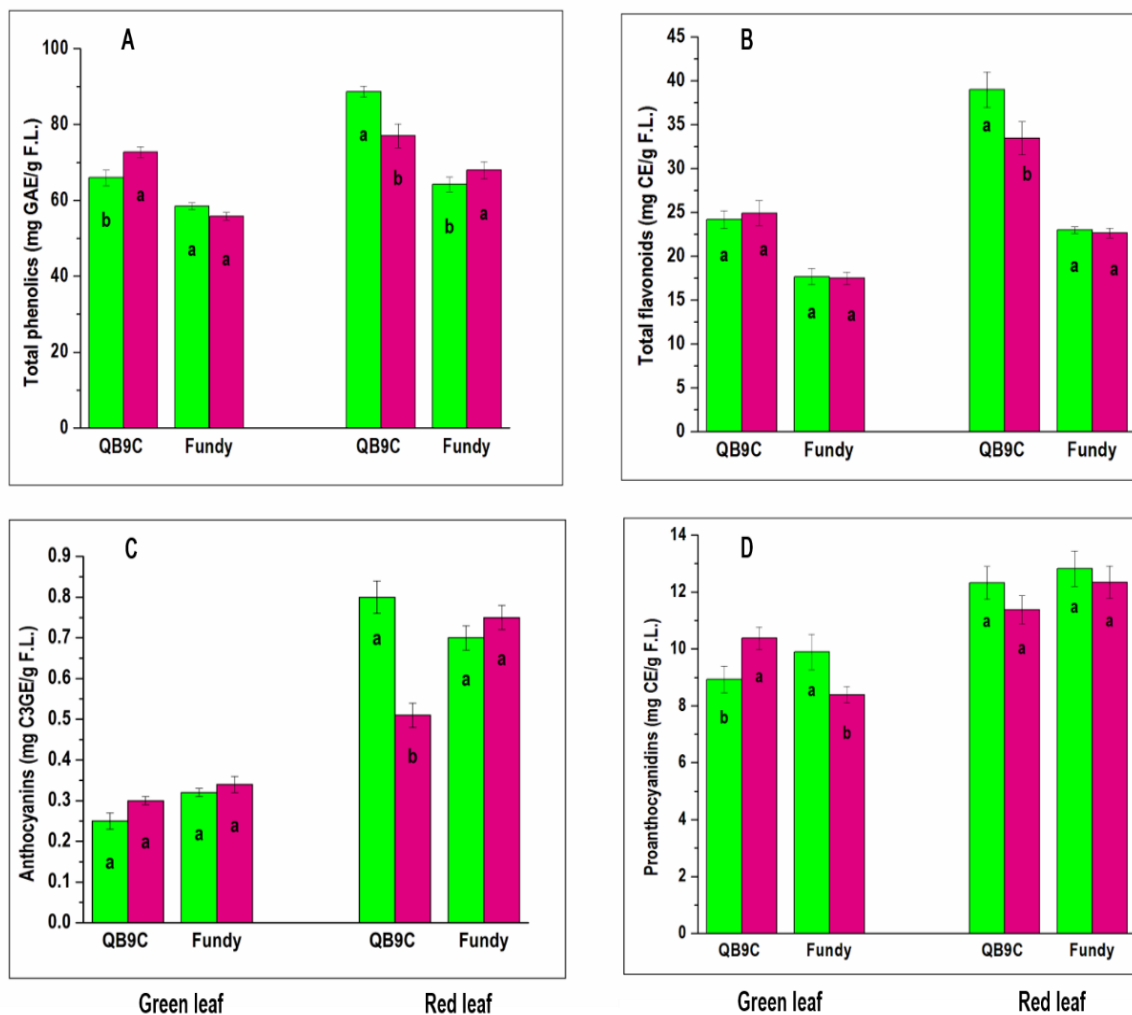 A
Total phenolics (mg GAE/g F.L.)
100
80
60
40
20
0
b
a
a
a
a
b
b
a
QB9C Fundy QB9C Fundy
B
Total flavonoids (mg CE/g F.L.)
45
40
35
30
25
20
15
10
5
0
a
a
a
a
a
b
a
a
QB9C Fundy QB9C Fundy
C
Anthocyanins (mg C3GE/g F.L.)
0.9
0.8
0.7
0.6
0.5
0.4
0.3
0.2
0.1
0.0
a
a
a
a
a
b
a
a
QB9C Fundy QB9C Fundy
Green leaf Red leaf
D
Proanthocyanidins (mg CE/g F.L.)
14
12
10
8
6
4
2
0
b
a
a
b
a
a
a
a
QB9C Fundy QB9C Fundy
Green leaf Red leaf